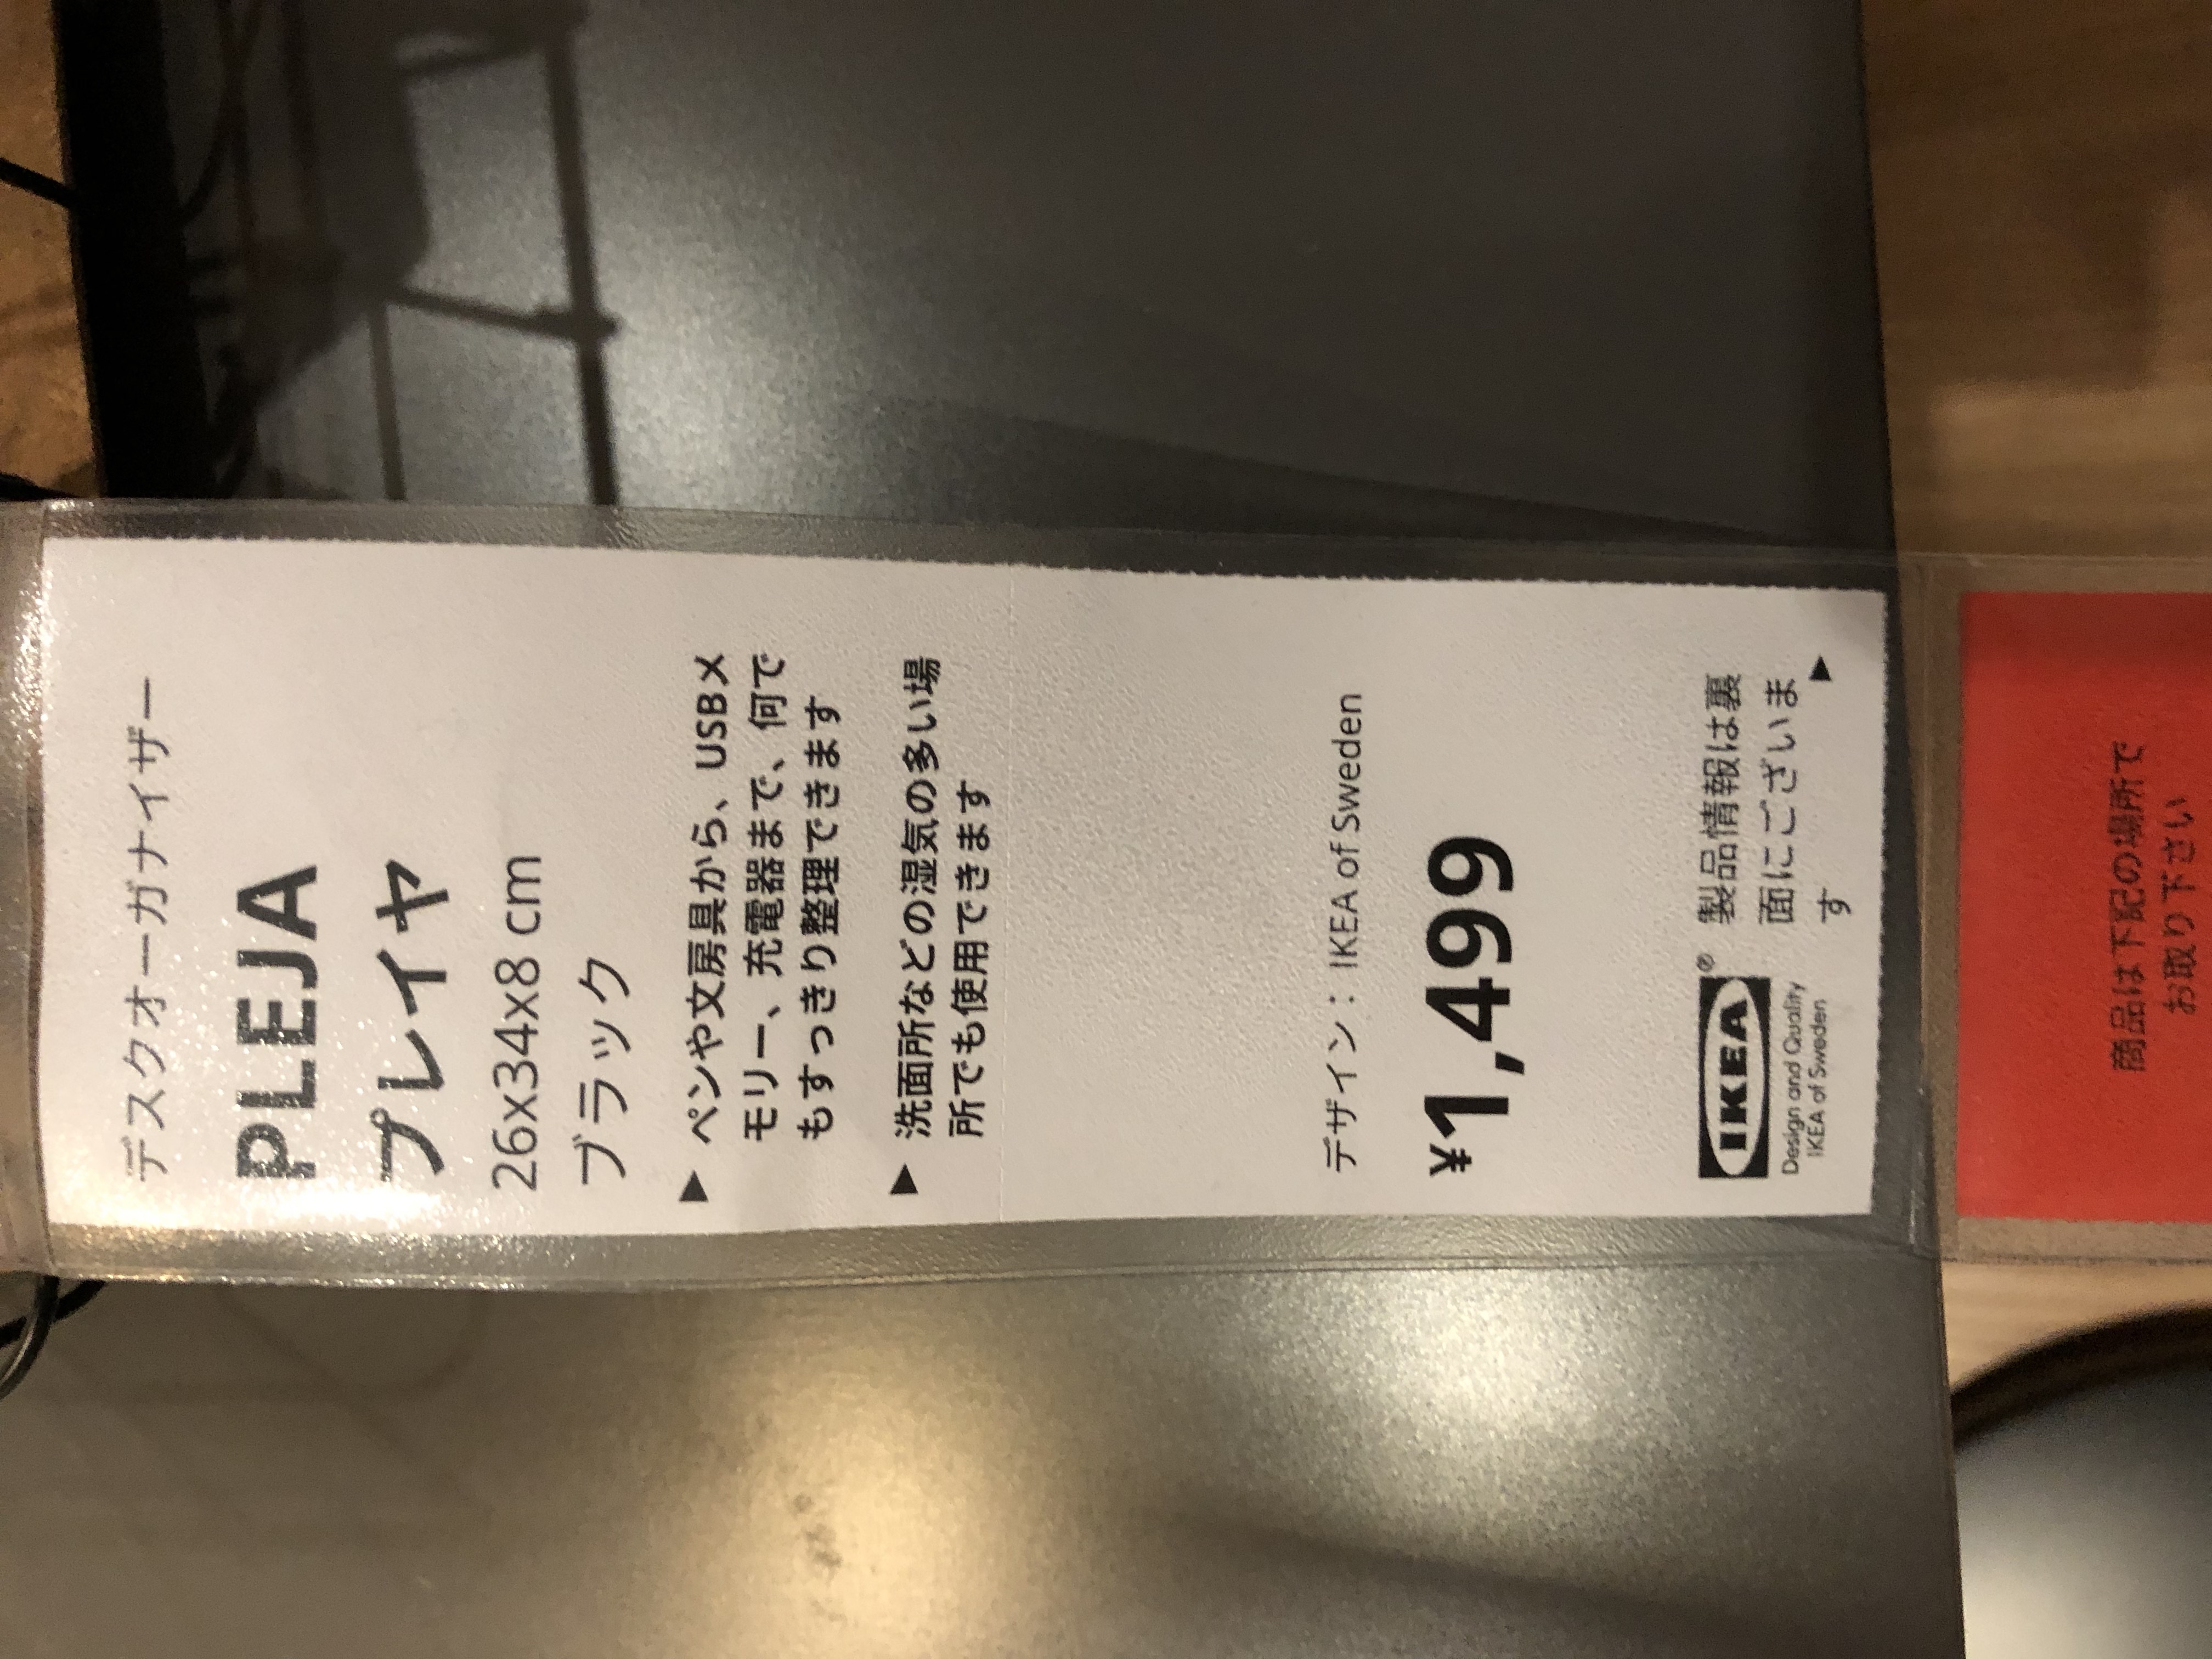 デスクオーガナイザー
PLEJA
プレイヤ
26x34x8 cm
ブラック
▶ ペンや文房具から、USBメ
モリー、充電器まで、何で
もすっきり整理できます
▶ 洗面所などの湿気の多い場
所でも使用できます
デザイン： IKEA of Sweden
¥1,499
IKEA®
Design and Quality
IKEA of Sweden
製品情報は裏
面にございま
す ▶
商品は下記の場所で
お取り下さい